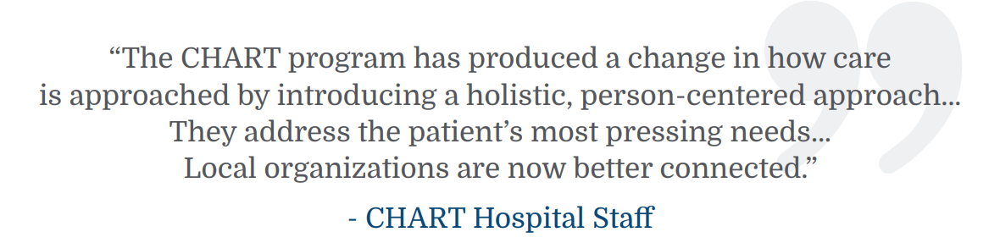 “The CHART program has produced a change in how care
is approached by introducing a holistic, person-centered approach...
They address the patient’s most pressing needs...
Local organizations are now better connected.”
- CHART Hospital Staff